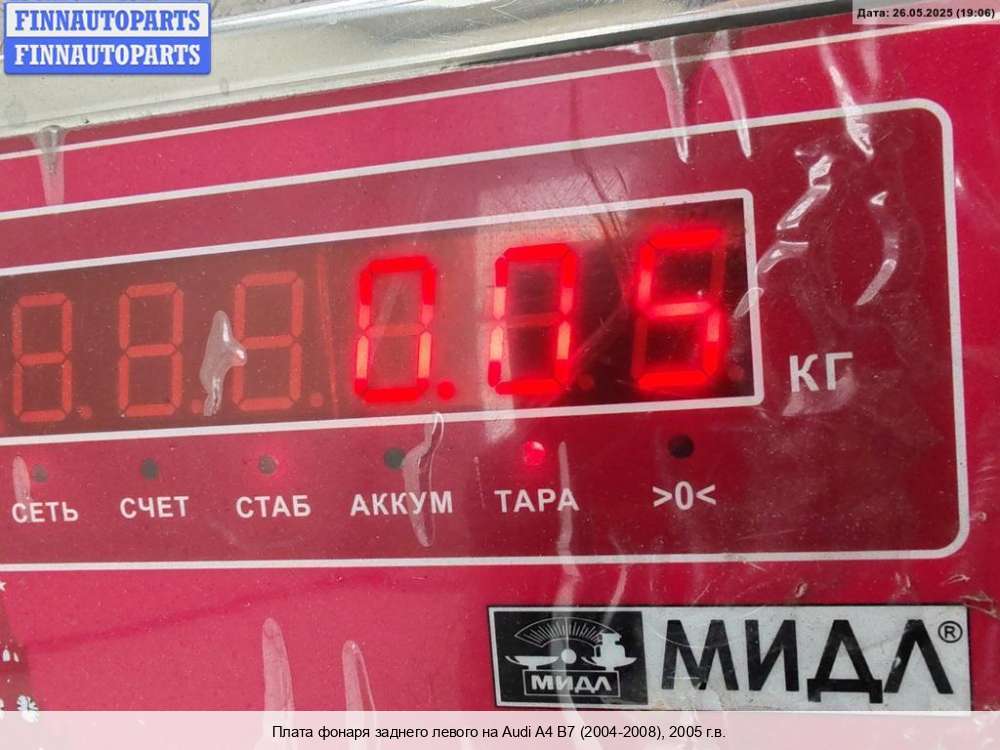 FINNAUTOPARTS
FINNAUTOPARTS
Дата: 26.05.2025 (19:06)
0.05
КГ
СЕТЬ СЧЕТ СТАБ АККУМ ТАРА >0<
МИДЛ
МИДЛ®
Плата фонаря заднего левого на Audi A4 B7 (2004-2008), 2005 г.в.